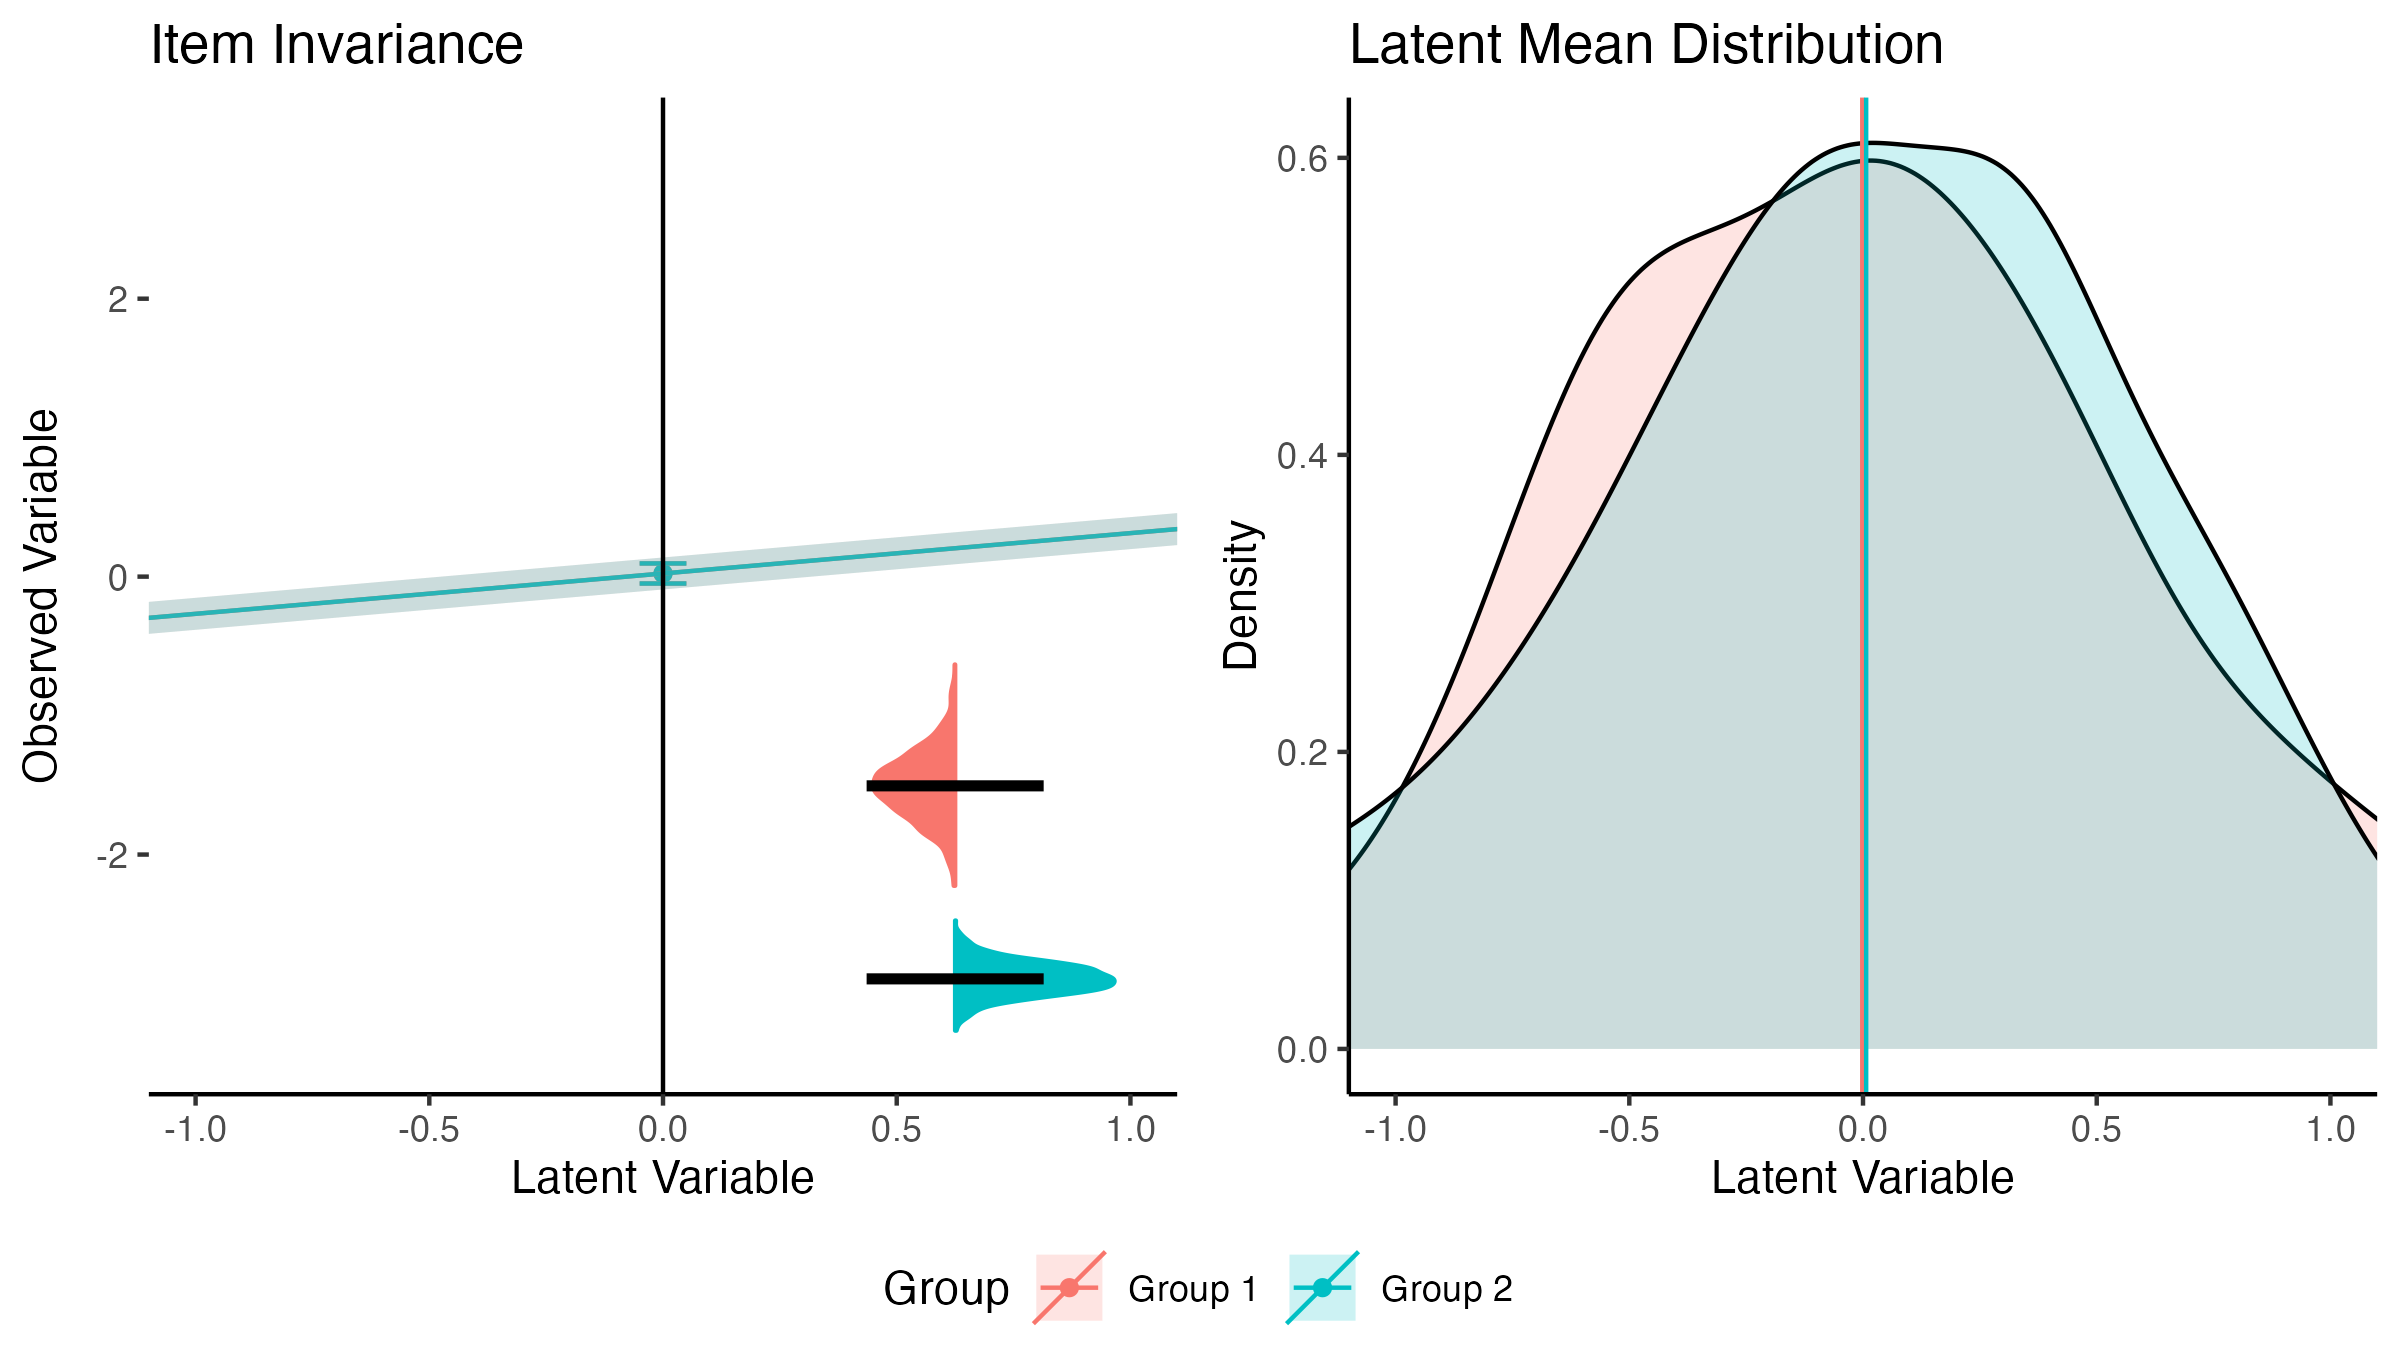 Item Invariance
Observed Variable
2
0
-2
-1.0 -0.5 0.0 0.5 1.0
Latent Variable
Latent Mean Distribution
Density
0.6
0.4
0.2
0.0
-1.0 -0.5 0.0 0.5 1.0
Latent Variable
Group Group 1 Group 2